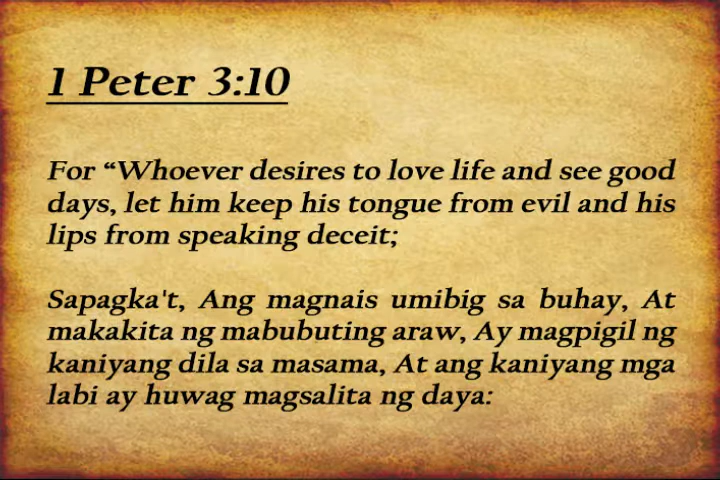 1 Peter 3:10
For “Whoever desires to love life and see good
days, let him keep his tongue from evil and his
lips from speaking deceit;
Sapagka't, Ang magnais umibig sa buhay, At
makakita ng mabubuting araw, Ay magpigil ng
kaniyang dila sa masama, At ang kaniyang mga
labi ay huwag magsalita ng daya: